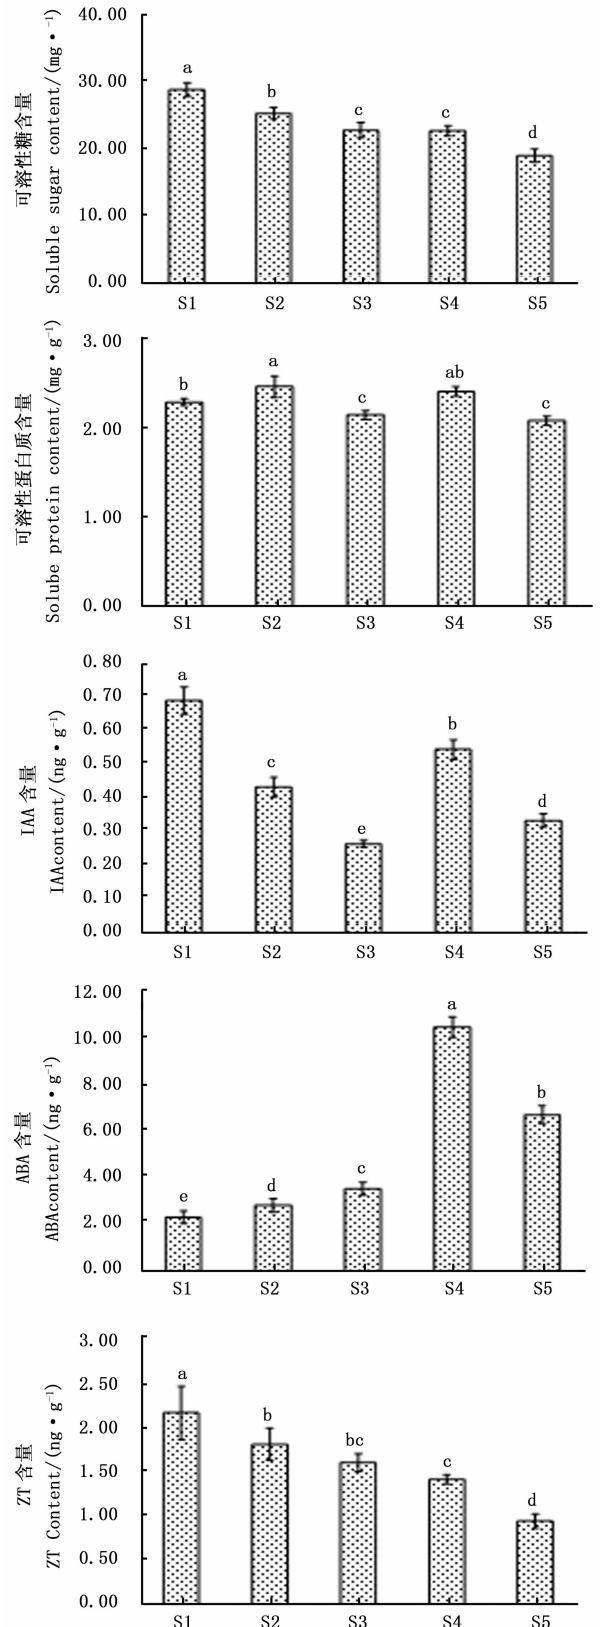 可溶性糖含量
Soluble sugar content/(mg·⁻¹)
40.00
30.00
20.00
10.00
0.00
a
b
c
c
d
S1 S2 S3 S4 S5
可溶性蛋白质含量
Solube protein content/(mg·g⁻¹)
3.00
2.00
1.00
0.00
b
a
c
ab
c
S1 S2 S3 S4 S5
IAA 含量
IAAcontent/(ng·g⁻¹)
0.80
0.70
0.60
0.50
0.40
0.30
0.20
0.10
0.00
a
c
e
b
d
S1 S2 S3 S4 S5
ABA 含量
ABAcontent/(ng·g⁻¹)
12.00
10.00
8.00
6.00
4.00
2.00
0.00
e
d
c
a
b
S1 S2 S3 S4 S5
ZT 含量
ZT Content/(ng·g⁻¹)
3.00
2.50
2.00
1.50
1.00
0.50
0.00
a
b
bc
c
d
S1 S2 S3 S4 S5